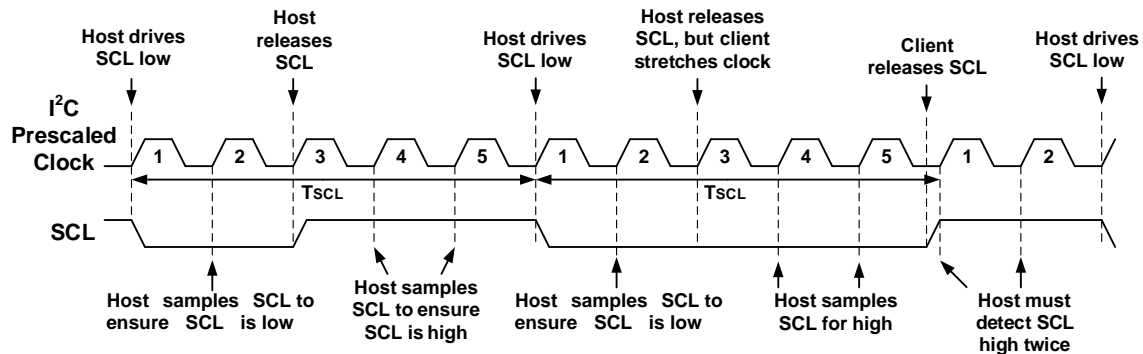 Host drives
SCL low
Host
releases
SCL
Host drives
SCL low
Host releases
SCL, but client
stretches clock
Client
releases SCL
Host drives
SCL low
I²C
Prescaled
Clock
1 2 3 4 5 1 2 3 4 5 1 2
TSCL TSCL
SCL
Host samples SCL to
ensure SCL is low
Host samples
SCL to ensure
SCL is high
Host samples SCL to
ensure SCL is low
Host samples
SCL for high
Host must
detect SCL
high twice